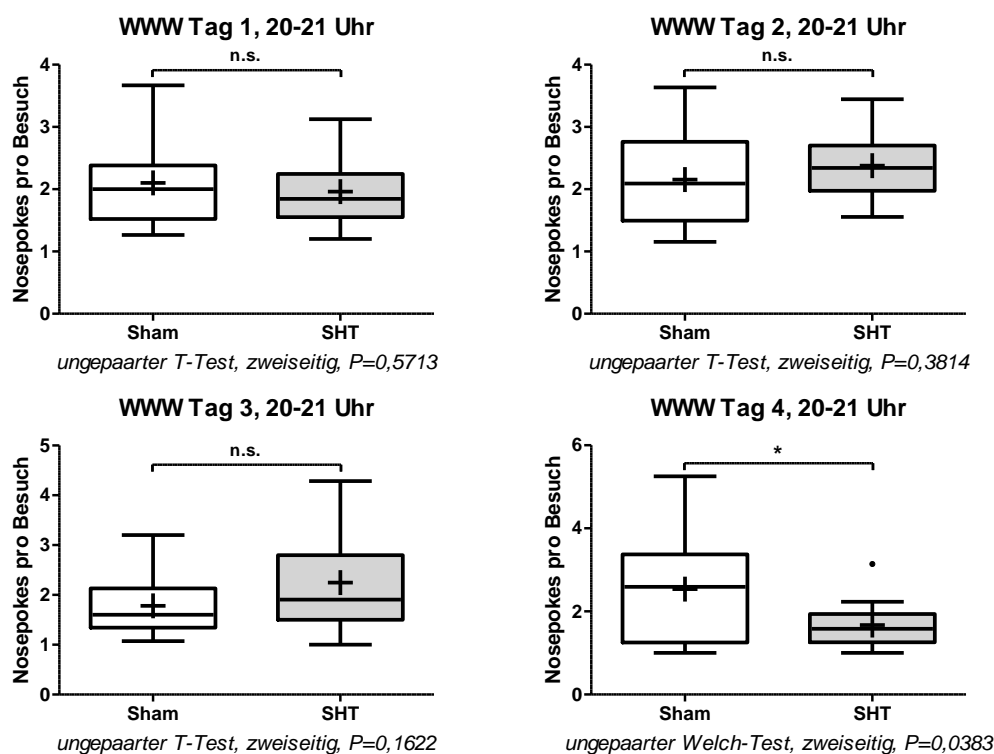 WWW Tag 1, 20-21 Uhr
n.s.
Nosepokes pro Besuch
4
3
2
1
0
Sham SHT
ungepaarter T-Test, zweiseitig, P=0,5713
WWW Tag 2, 20-21 Uhr
n.s.
Nosepokes pro Besuch
4
3
2
1
0
Sham SHT
ungepaarter T-Test, zweiseitig, P=0,3814
WWW Tag 3, 20-21 Uhr
n.s.
Nosepokes pro Besuch
5
4
3
2
1
0
Sham SHT
ungepaarter T-Test, zweiseitig, P=0,1622
WWW Tag 4, 20-21 Uhr
*
Nosepokes pro Besuch
6
4
2
0
Sham SHT
ungepaarter Welch-Test, zweiseitig, P=0,0383